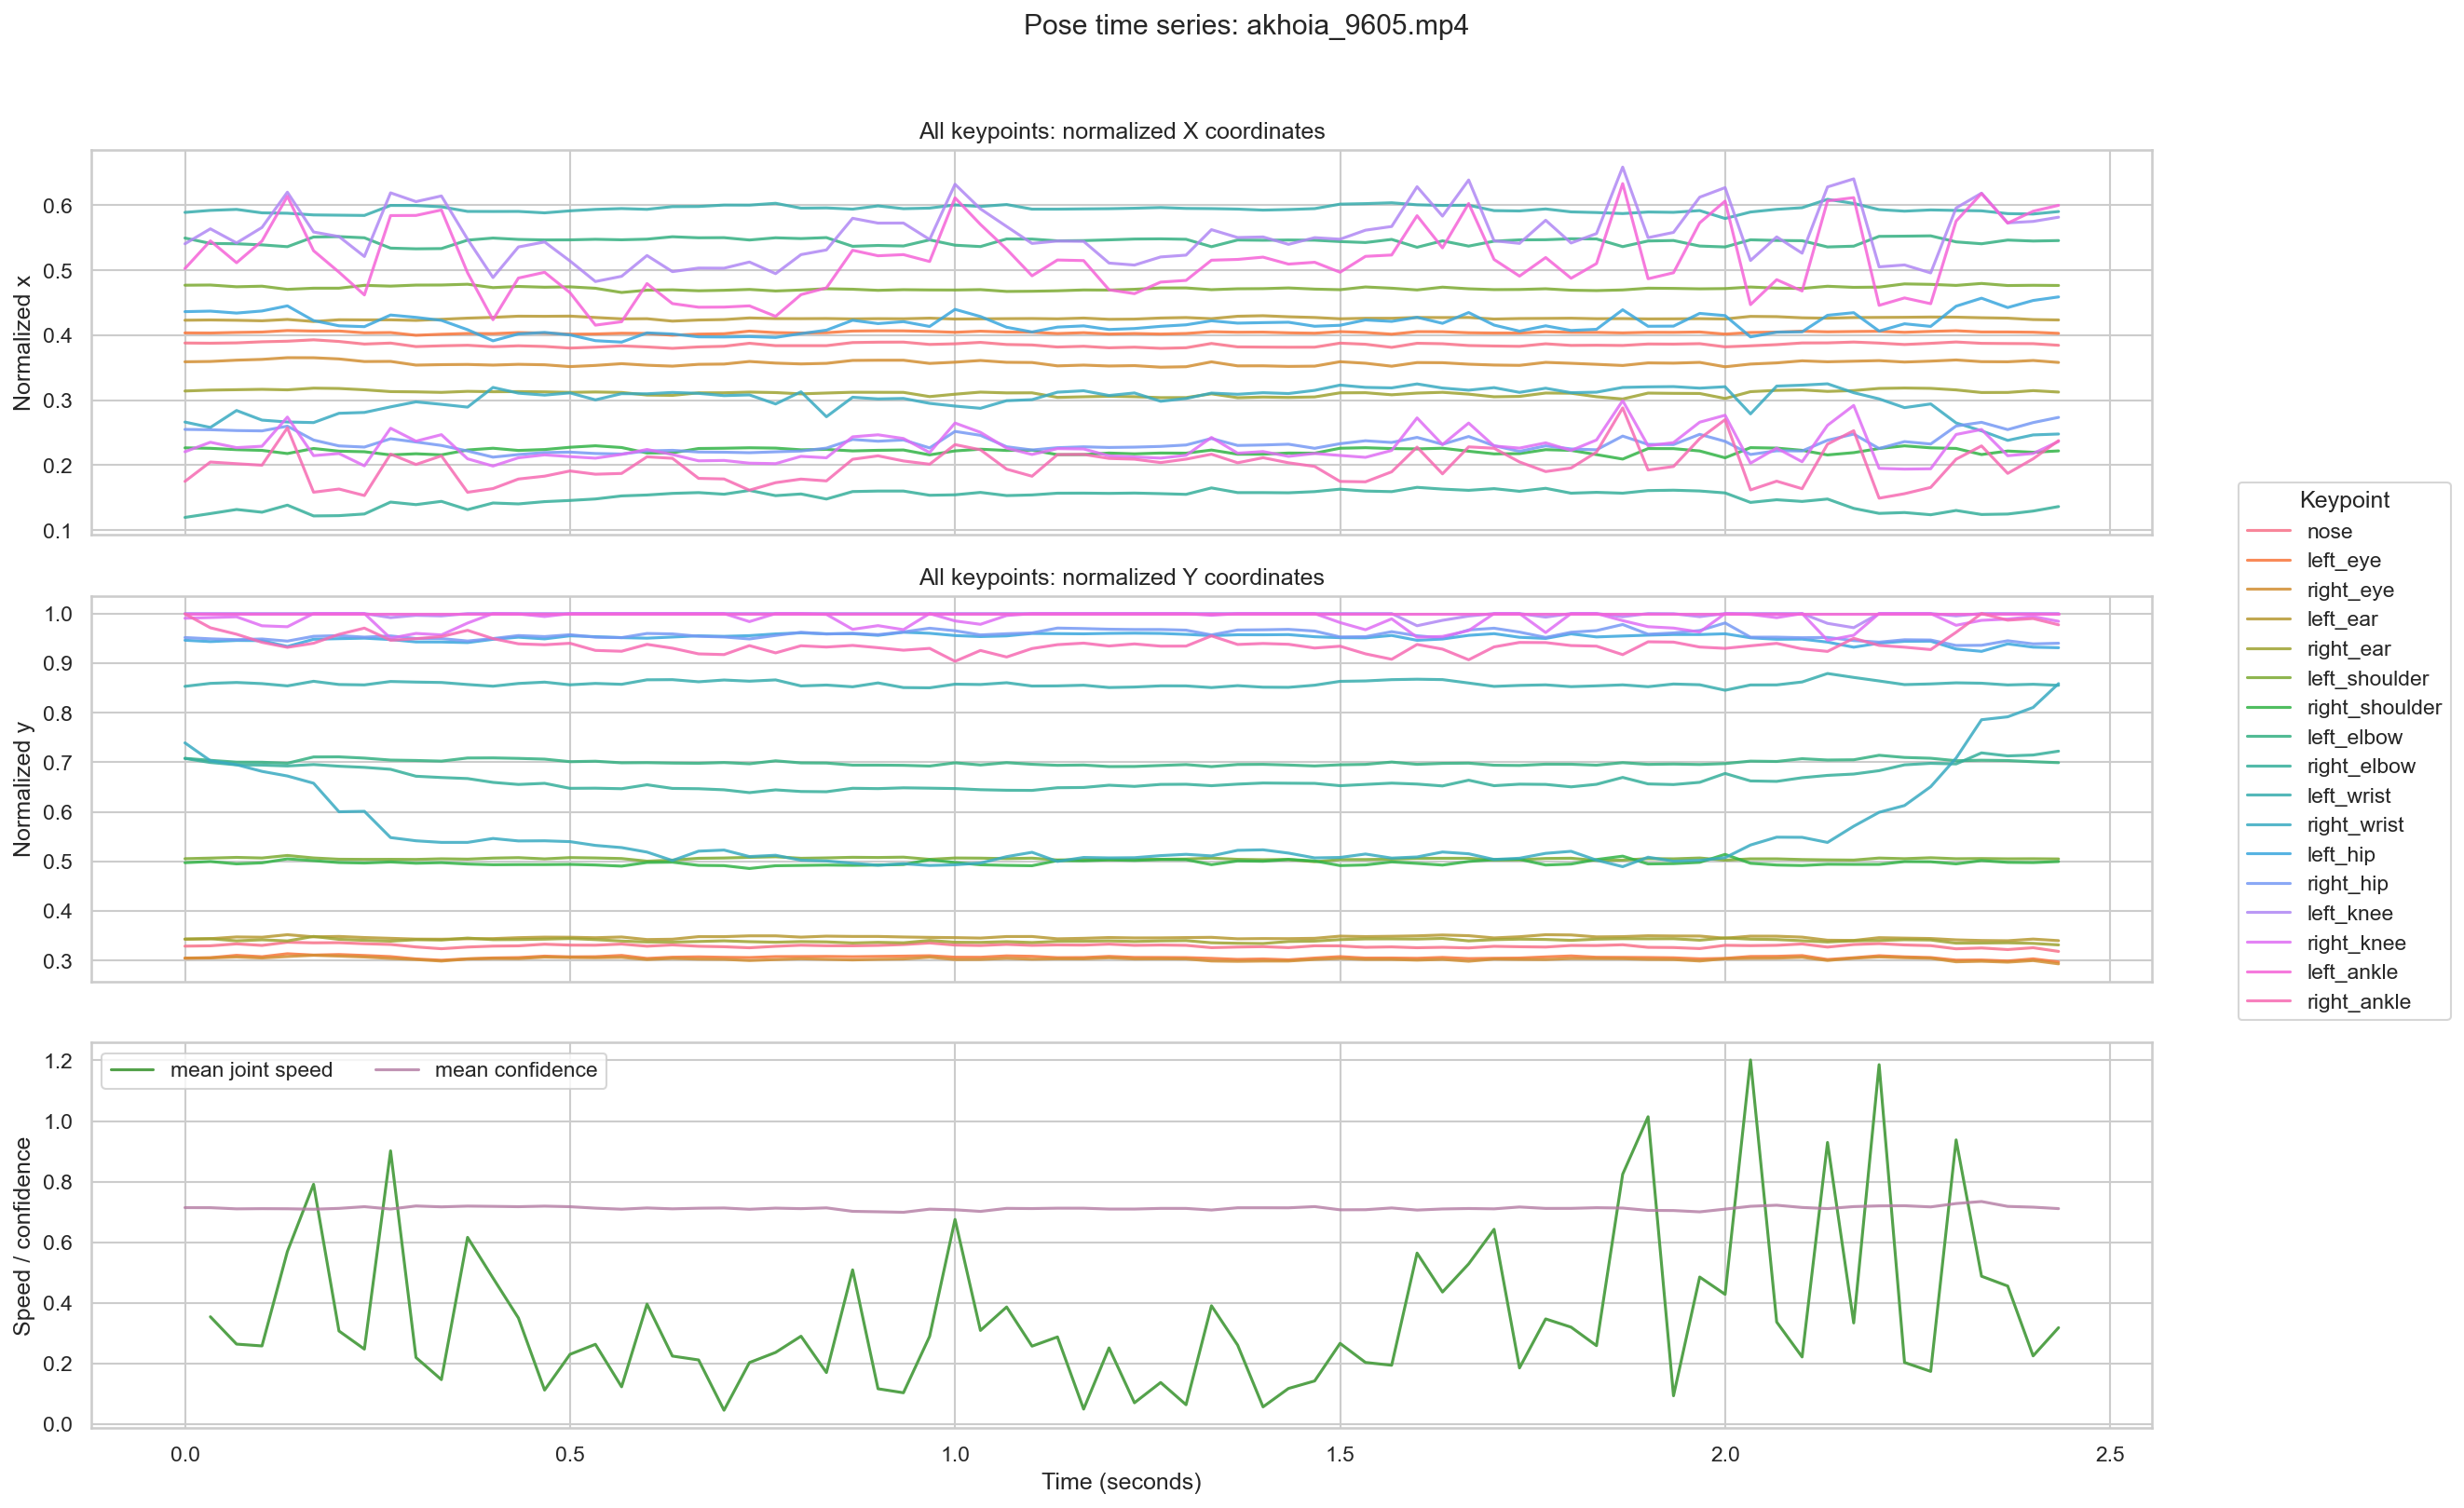 Pose time series: akhoia_9605.mp4
All keypoints: normalized X coordinates
Normalized x
0.6
0.5
0.4
0.3
0.2
0.1
All keypoints: normalized Y coordinates
Normalized y
1.0
0.9
0.8
0.7
0.6
0.5
0.4
0.3
Keypoint
nose
left_eye
right_eye
left_ear
right_ear
left_shoulder
right_shoulder
left_elbow
right_elbow
left_wrist
right_wrist
left_hip
right_hip
left_knee
right_knee
left_ankle
right_ankle
mean joint speed mean confidence
Speed / confidence
1.2
1.0
0.8
0.6
0.4
0.2
0.0
0.0 0.5 1.0 1.5 2.0 2.5
Time (seconds)